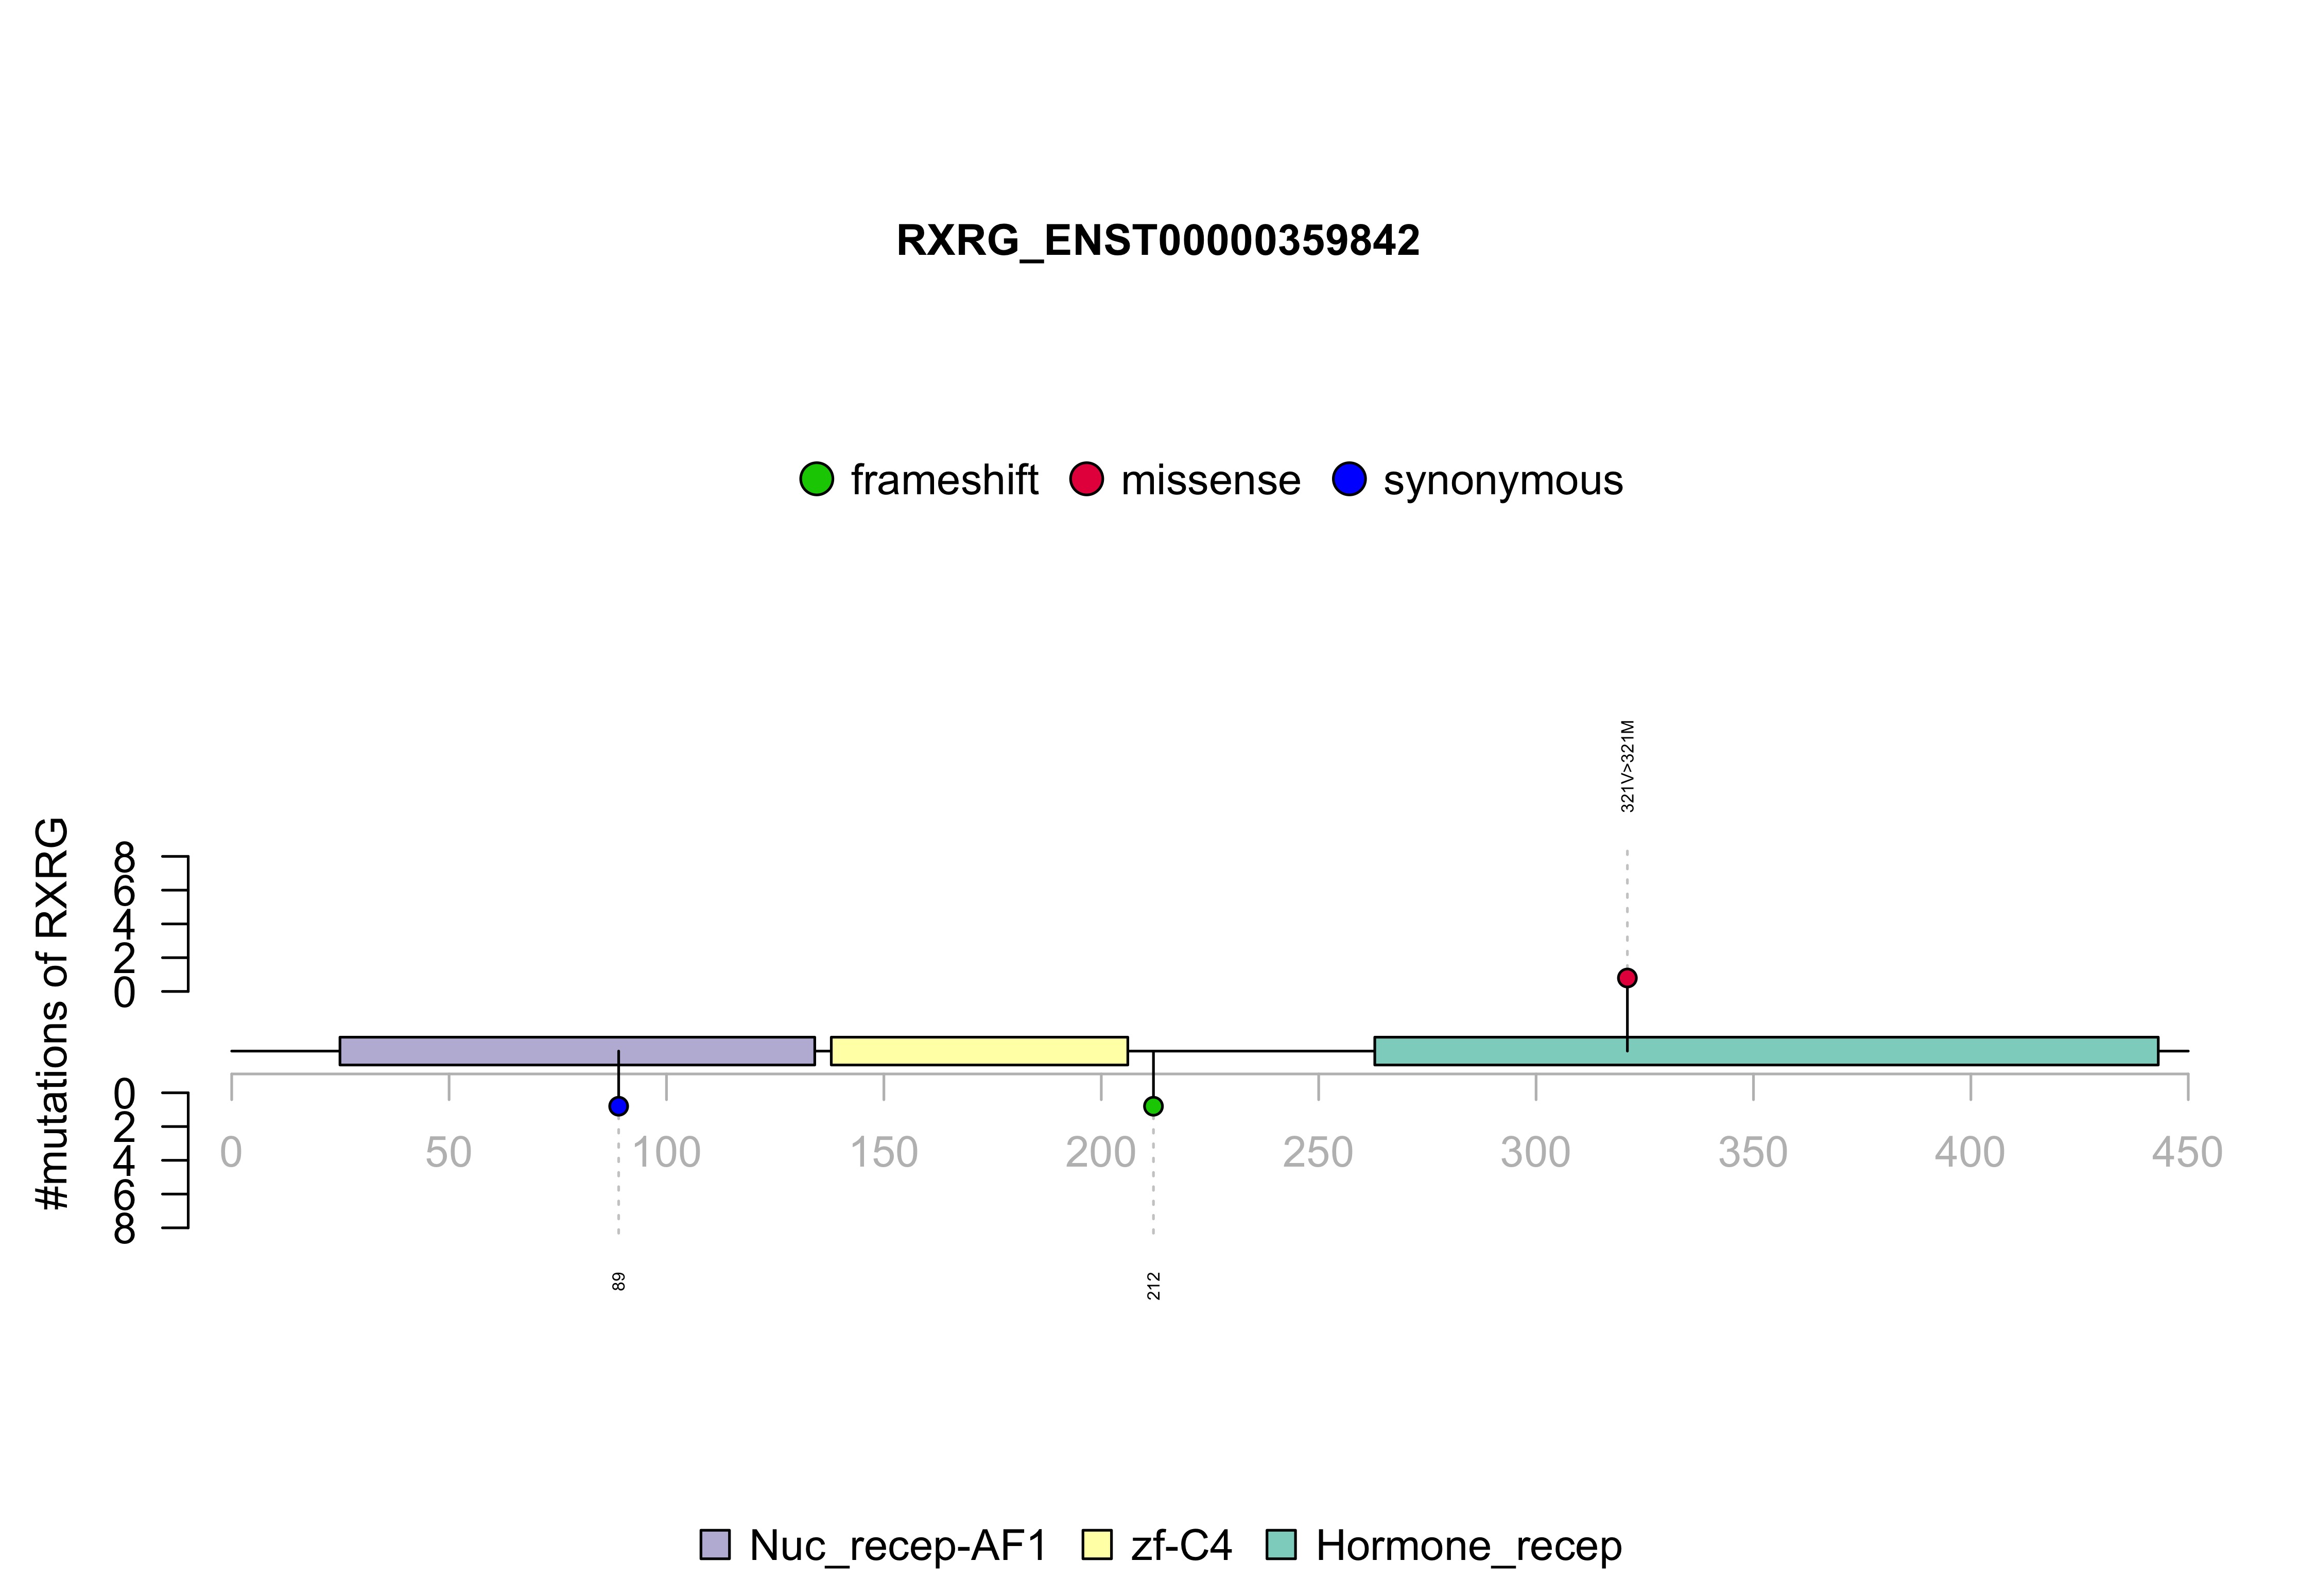 RXRG_ENST00000359842
frameshift missense synonymous
321V>321M
#mutations of RXRG
8
6
4
2
0
0
2
4
6
8
0 50 100 150 200 250 300 350 400 450
89 212
Nuc_recep-AF1 zf-C4 Hormone_recep